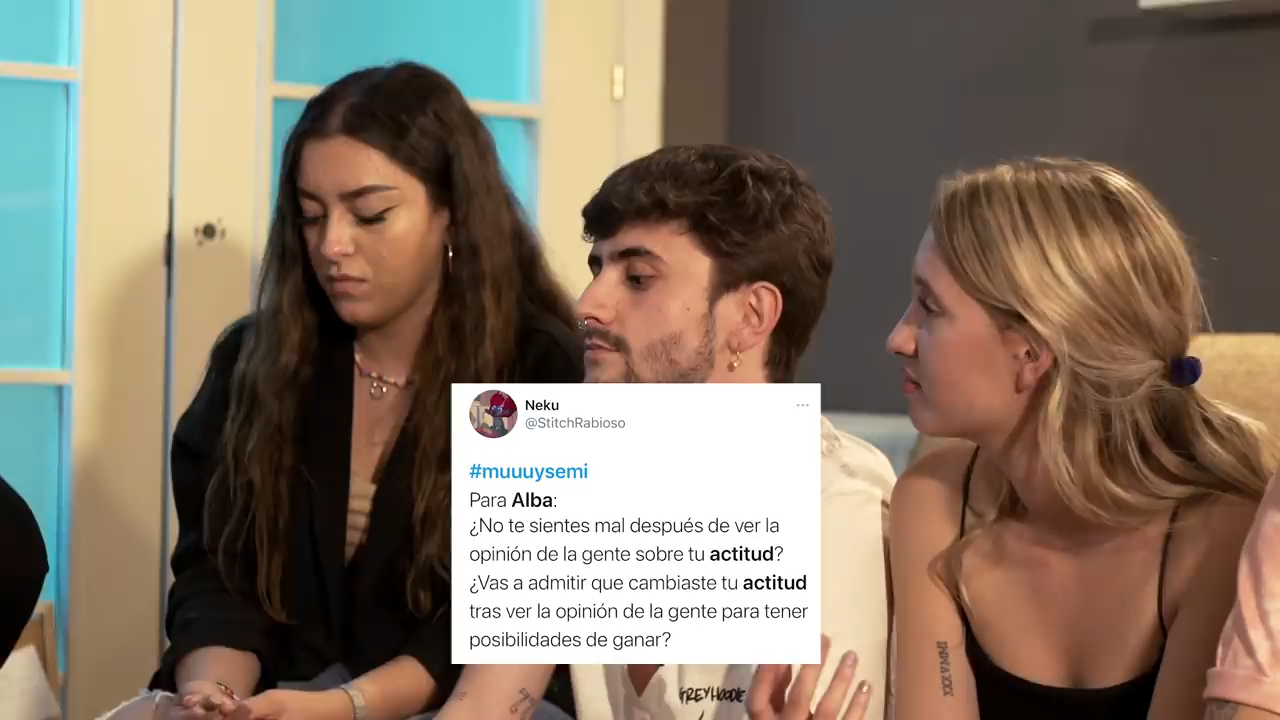 Neku
@StitchRabioso
#muuuysemi
Para Alba:
¿No te sientes mal después de ver la
opinión de la gente sobre tu actitud?
¿Vas a admitir que cambiaste tu actitud
tras ver la opinión de la gente para tener
posibilidades de ganar?
GREYHOODIE